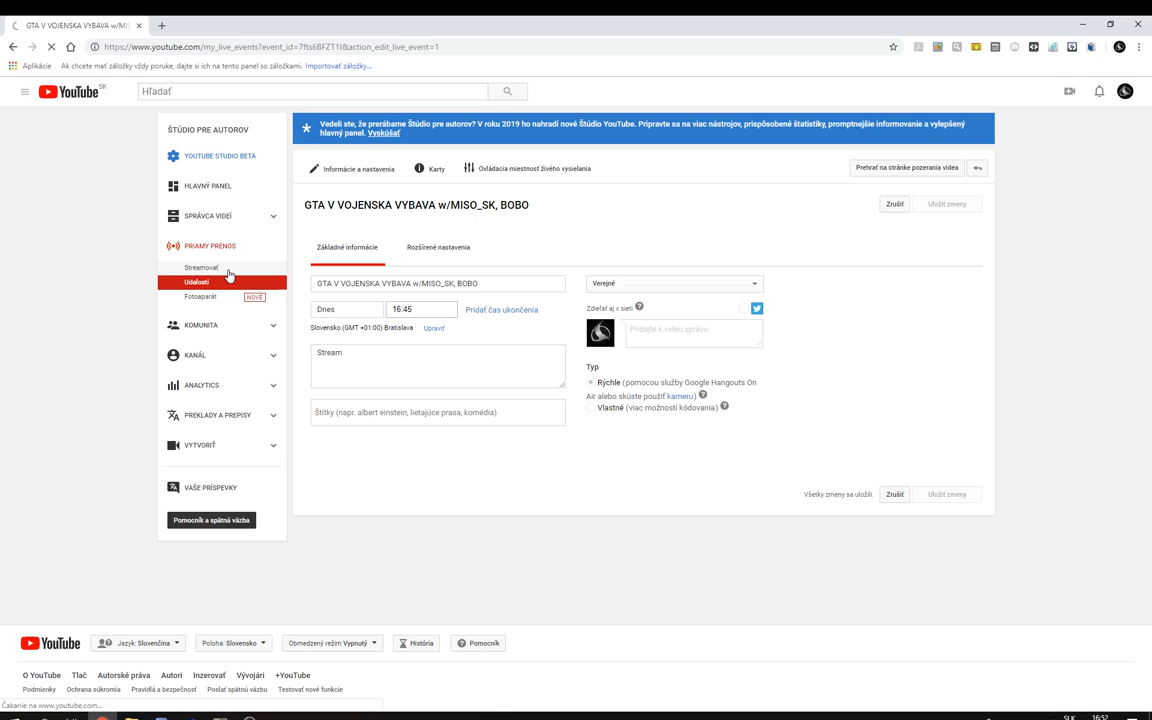 GTA V VOJENSKA VYBAVA w/MIS
https://www.youtube.com/my_live_events?event_id=7fts6BFZT1I&action_edit_live_event=1
Aplikácie Ak chcete mať záložky vždy poruke, dajte si ich na tento panel so záložkami. Importovať záložky...
YouTube SK
Hľadať
ŠTÚDIO PRE AUTOROV
YOUTUBE STUDIO BETA
HLAVNÝ PANEL
SPRÁVCA VIDEÍ
PRIAMY PRENOS
Streamovať
Udalosti
Fotoaparát NOVÉ
KOMUNITA
KANÁL
ANALYTICS
PREKLADY A PREPISY
VYTVORIŤ
VAŠE PRÍSPEVKY
Pomocník a spätná väzba
Vedeli ste, že prerábame Štúdio pre autorov? V roku 2019 ho nahradí nové Štúdio YouTube. Pripravte sa na viac nástrojov, prispôsobené štatistiky, promptnejšie informovanie a vylepšený
hlavný panel. Vyskúšať
Informácie a nastavenia Karty Ovládacia miestnosť živého vysielania
Prehrať na stránke pozerania videa
GTA V VOJENSKA VYBAVA w/MISO_SK, BOBO
Zrušiť Uložiť zmeny
Základné informácie Rozšírené nastavenia
GTA V VOJENSKA VYBAVA w/MISO_SK, BOBO
Dnes 16:45 Pridať čas ukončenia
Slovensko (GMT +01:00) Bratislava Upraviť
Stream
Štítky (napr. albert einstein, lietajúce prasa, komédia)
Verejné
Zdieľať aj v sieti
Pridajte k videu správu
Typ
Rýchle (pomocou služby Google Hangouts On
Air alebo skúste použiť kameru)
Vlastné (viac možností kódovania)
Všetky zmeny sa uložili. Zrušiť Uložiť zmeny
YouTube Jazyk: Slovenčina Poloha: Slovensko Obmedzený režim Vypnutý História Pomocník
O YouTube Tlač Autorské práva Autori Inzerovať Vývojári +YouTube
Podmienky Ochrana súkromia Pravidlá a bezpečnosť Poslať spätnú väzbu Testovať nové funkcie
Čakanie na www.youtube.com...
SLK 16:52